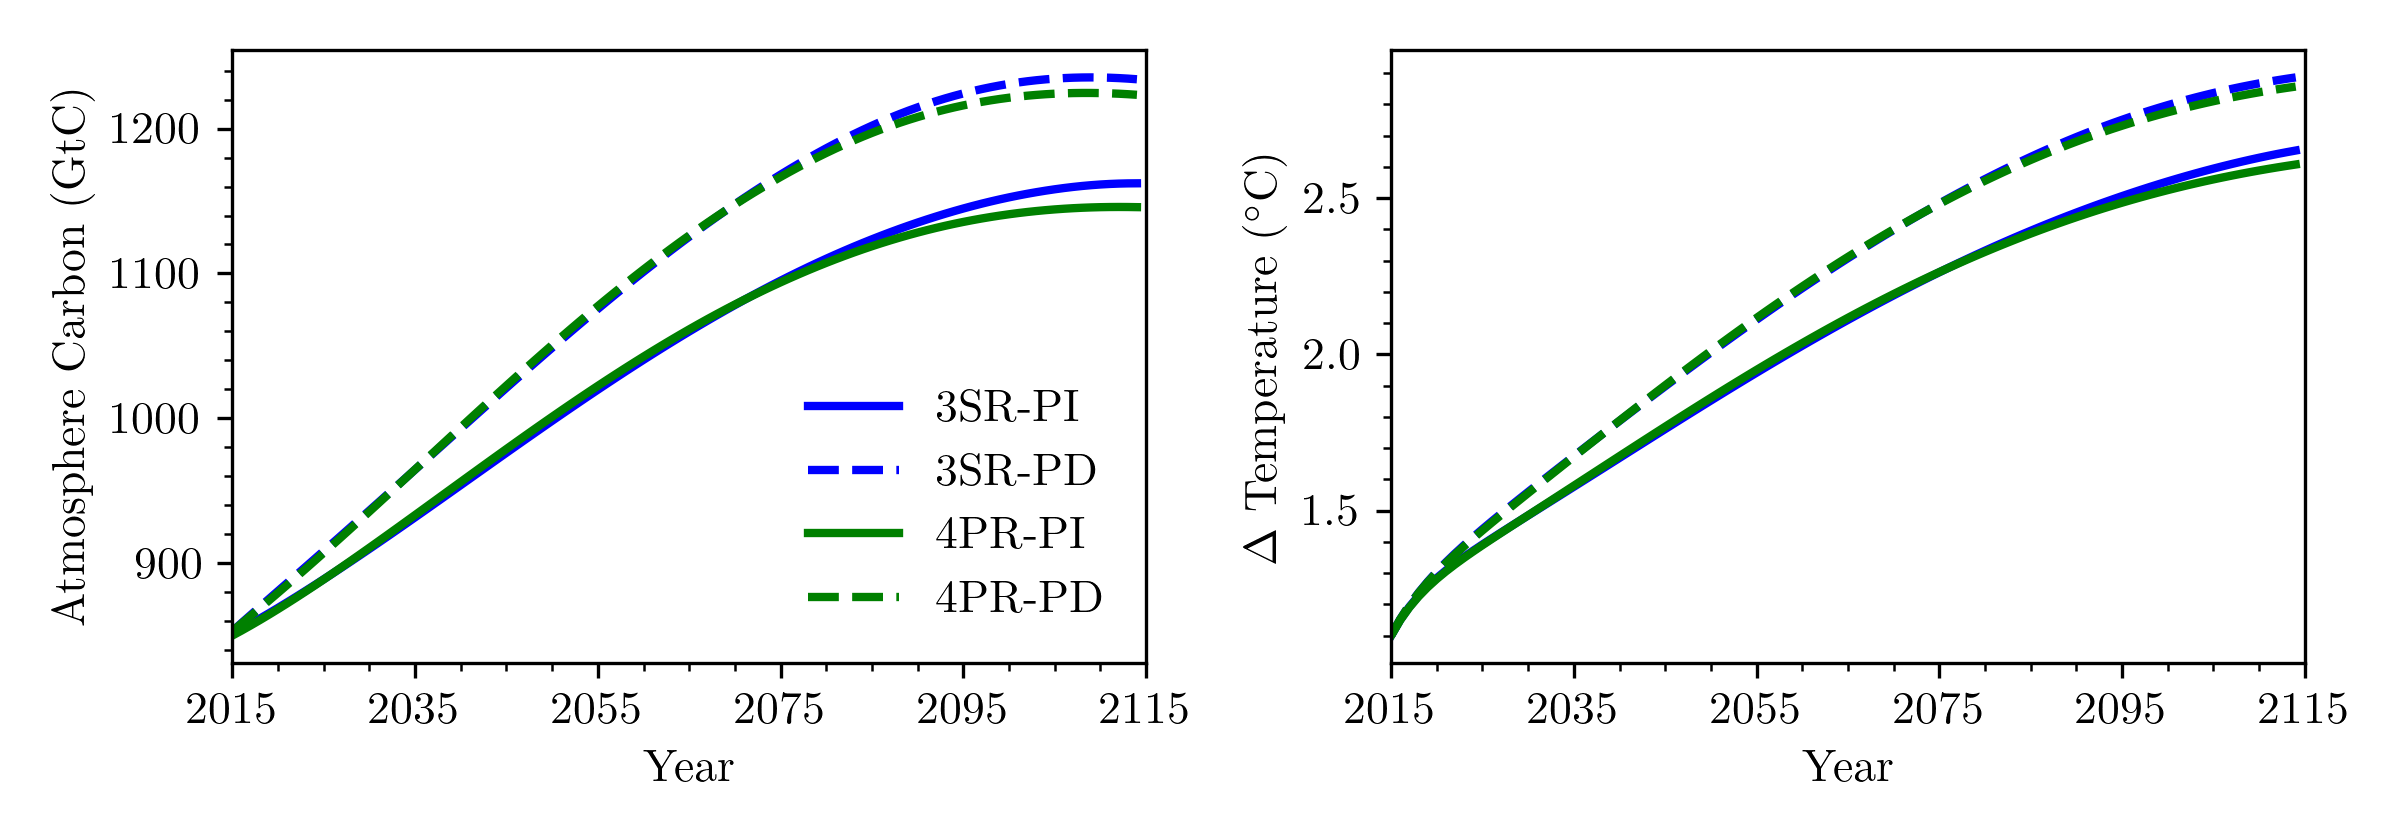 Atmosphere Carbon (GtC)
1200
1100
1000
900
3SR-PI
3SR-PD
4PR-PI
4PR-PD
2015 2035 2055 2075 2095 2115
Year
Δ Temperature (°C)
2.5
2.0
1.5
2015 2035 2055 2075 2095 2115
Year